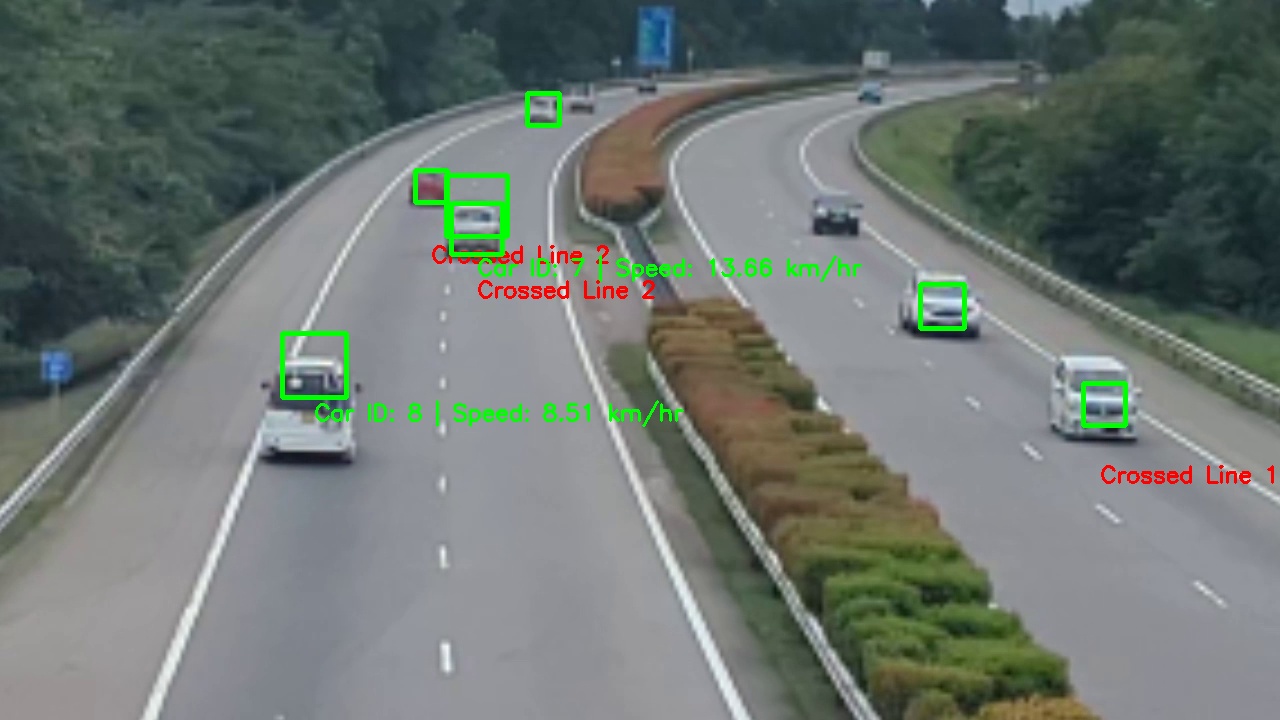 Crossed Line 2
Car ID: 7 | Speed: 13.66 km/hr
Crossed Line 2
Car ID: 8 | Speed: 8.51 km/hr
Crossed Line 1